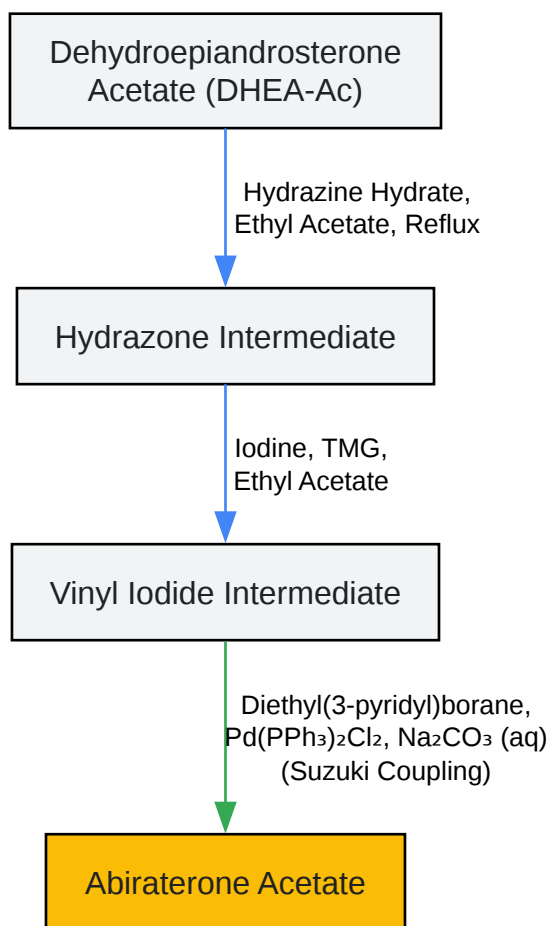 Dehydroepiandrosterone
Acetate (DHEA-Ac)
Hydrazine Hydrate,
Ethyl Acetate, Reflux
Hydrazone Intermediate
Iodine, TMG,
Ethyl Acetate
Vinyl Iodide Intermediate
Diethyl(3-pyridyl)borane,
Pd(PPh₃)₂Cl₂, Na₂CO₃ (aq)
(Suzuki Coupling)
Abiraterone Acetate